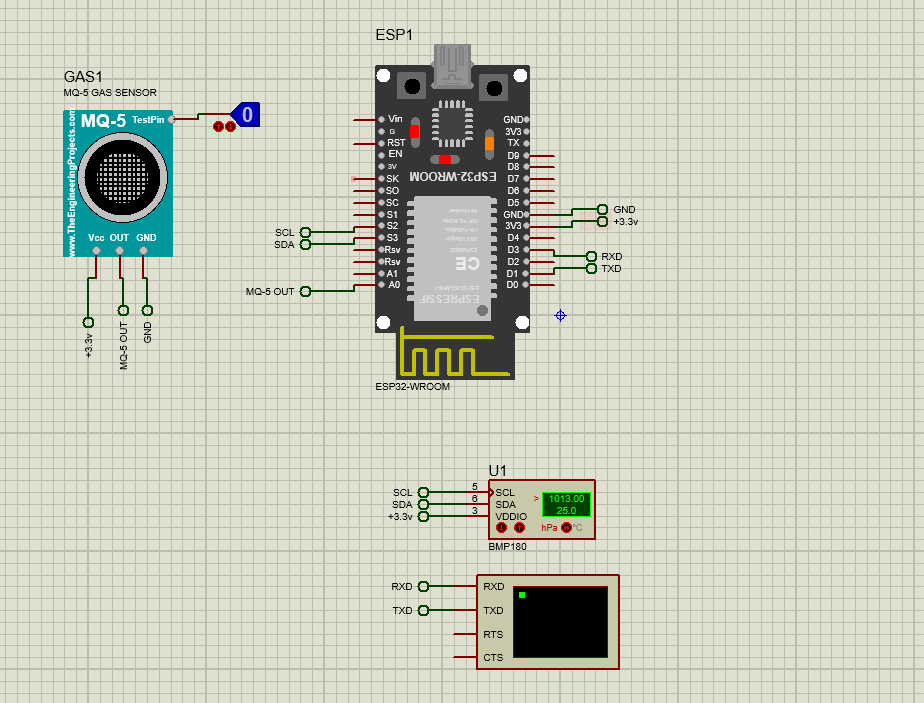 ESP1
GAS1
MQ-5 GAS SENSOR
MQ-5 TestPin
0
www.TheEngineeringProjects.com
Vcc OUT GND
+3.3v
MQ-5 OUT
GND
Vin
G
RST
EN
3V
SK
SO
SC
S1
S2
S3
Rsv
Rsv
A1
A0
SCL
SDA
MQ-5 OUT
ESP32-WROOM
CE
ESPRESSIF
GND
3V3
TX
D9
D8
D7
D6
D5
GND
3V3
D4
D3
D2
D1
D0
GND
+3.3v
RXD
TXD
ESP32-WROOM
U1
SCL 5 SCL
SDA 6 SDA
+3.3v 3 VDDIO
> 1013.00
25.0
hPa °C
BMP180
RXD RXD
TXD TXD
RTS
CTS